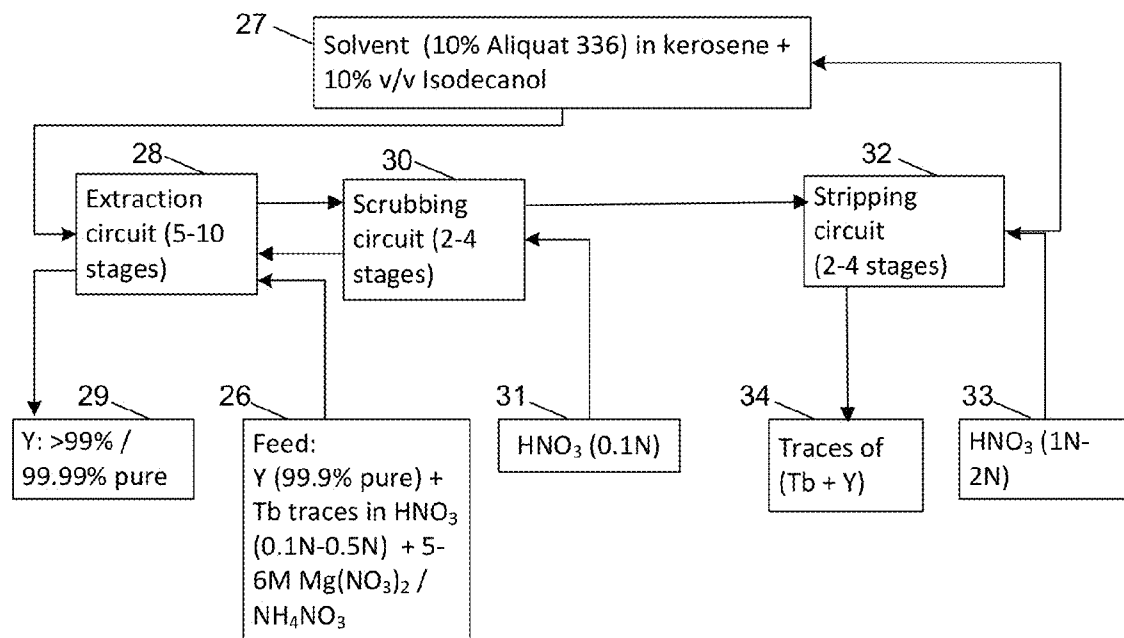 27
Solvent (10% Aliquat 336) in kerosene +
10% v/v Isodecanol
28
Extraction
circuit (5-10
stages)
30
Scrubbing
circuit (2-4
stages)
32
Stripping
circuit
(2-4 stages)
29
Y: >99% /
99.99% pure
26
Feed:
Y (99.9% pure) +
Tb traces in HNO₃
(0.1N-0.5N) + 5-
6M Mg(NO₃)₂ /
NH₄NO₃
31
HNO₃ (0.1N)
34
Traces of
(Tb + Y)
33
HNO₃ (1N-
2N)